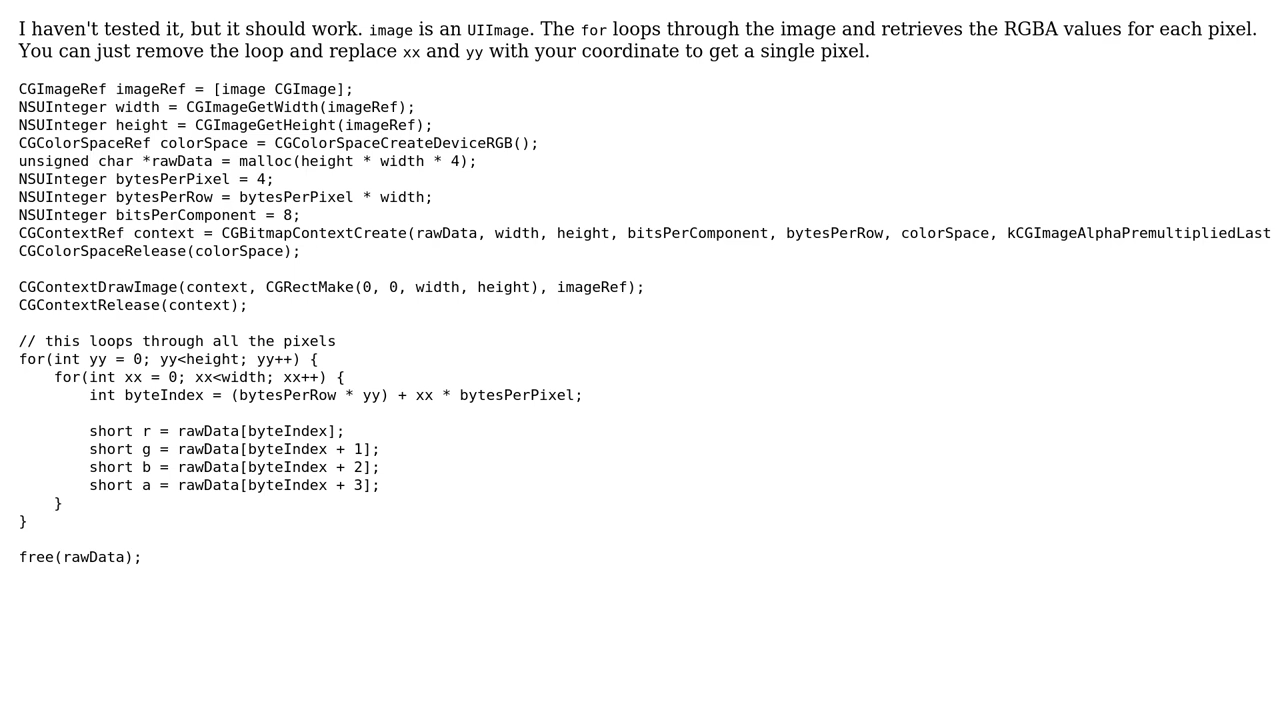 I haven't tested it, but it should work. image is an UIImage. The for loops through the image and retrieves the RGBA values for each pixel.
You can just remove the loop and replace xx and yy with your coordinate to get a single pixel.
CGImageRef imageRef = [image CGImage];
NSUInteger width = CGImageGetWidth(imageRef);
NSUInteger height = CGImageGetHeight(imageRef);
CGColorSpaceRef colorSpace = CGColorSpaceCreateDeviceRGB();
unsigned char *rawData = malloc(height * width * 4);
NSUInteger bytesPerPixel = 4;
NSUInteger bytesPerRow = bytesPerPixel * width;
NSUInteger bitsPerComponent = 8;
CGContextRef context = CGBitmapContextCreate(rawData, width, height, bitsPerComponent, bytesPerRow, colorSpace, kCGImageAlphaPremultipliedLast
CGColorSpaceRelease(colorSpace);

CGContextDrawImage(context, CGRectMake(0, 0, width, height), imageRef);
CGContextRelease(context);

// this loops through all the pixels
for(int yy = 0; yy<height; yy++) {
    for(int xx = 0; xx<width; xx++) {
        int byteIndex = (bytesPerRow * yy) + xx * bytesPerPixel;

        short r = rawData[byteIndex];
        short g = rawData[byteIndex + 1];
        short b = rawData[byteIndex + 2];
        short a = rawData[byteIndex + 3];
    }
}

free(rawData);